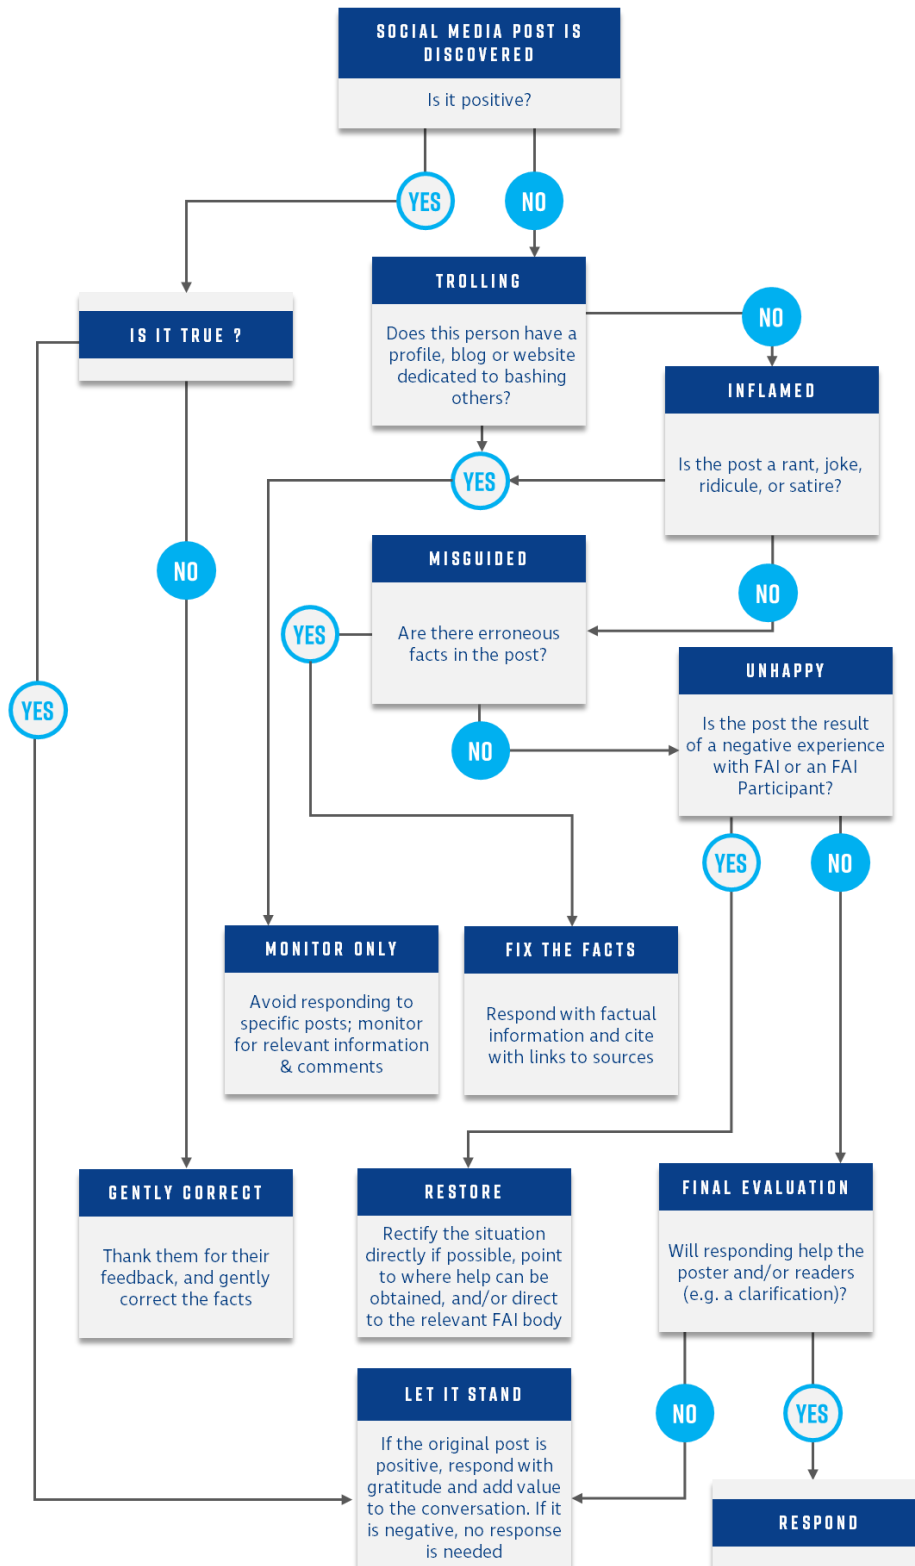 SOCIAL MEDIA POST IS
DISCOVERED
Is it positive?
YES
NO
TROLLING
Does this person have a
profile, blog or website
dedicated to bashing
others?
NO
IS IT TRUE ?
INFLAMED
Is the post a rant, joke,
ridicule, or satire?
YES
MISGUIDED
Are there erroneous
facts in the post?
NO
NO
YES
UNHAPPY
Is the post the result
of a negative experience
with FAI or an FAI
Participant?
YES
NO
YES
NO
MONITOR ONLY
Avoid responding to
specific posts; monitor
for relevant information
& comments
FIX THE FACTS
Respond with factual
information and cite
with links to sources
GENTLY CORRECT
Thank them for their
feedback, and gently
correct the facts
RESTORE
Rectify the situation
directly if possible, point
to where help can be
obtained, and/or direct
to the relevant FAI body
FINAL EVALUATION
Will responding help the
poster and/or readers
(e.g. a clarification)?
LET IT STAND
If the original post is
positive, respond with
gratitude and add value
to the conversation. If it
is negative, no response
is needed
NO
YES
RESPOND